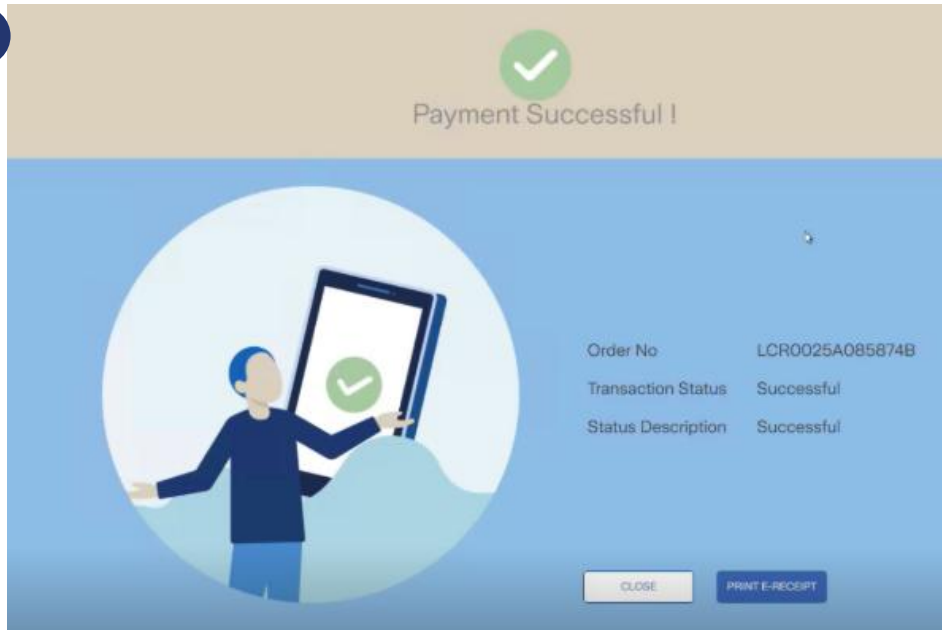 Payment Successful !
Order No LCR0025A085874B
Transaction Status Successful
Status Description Successful
CLOSE PRINT E-RECEIPT